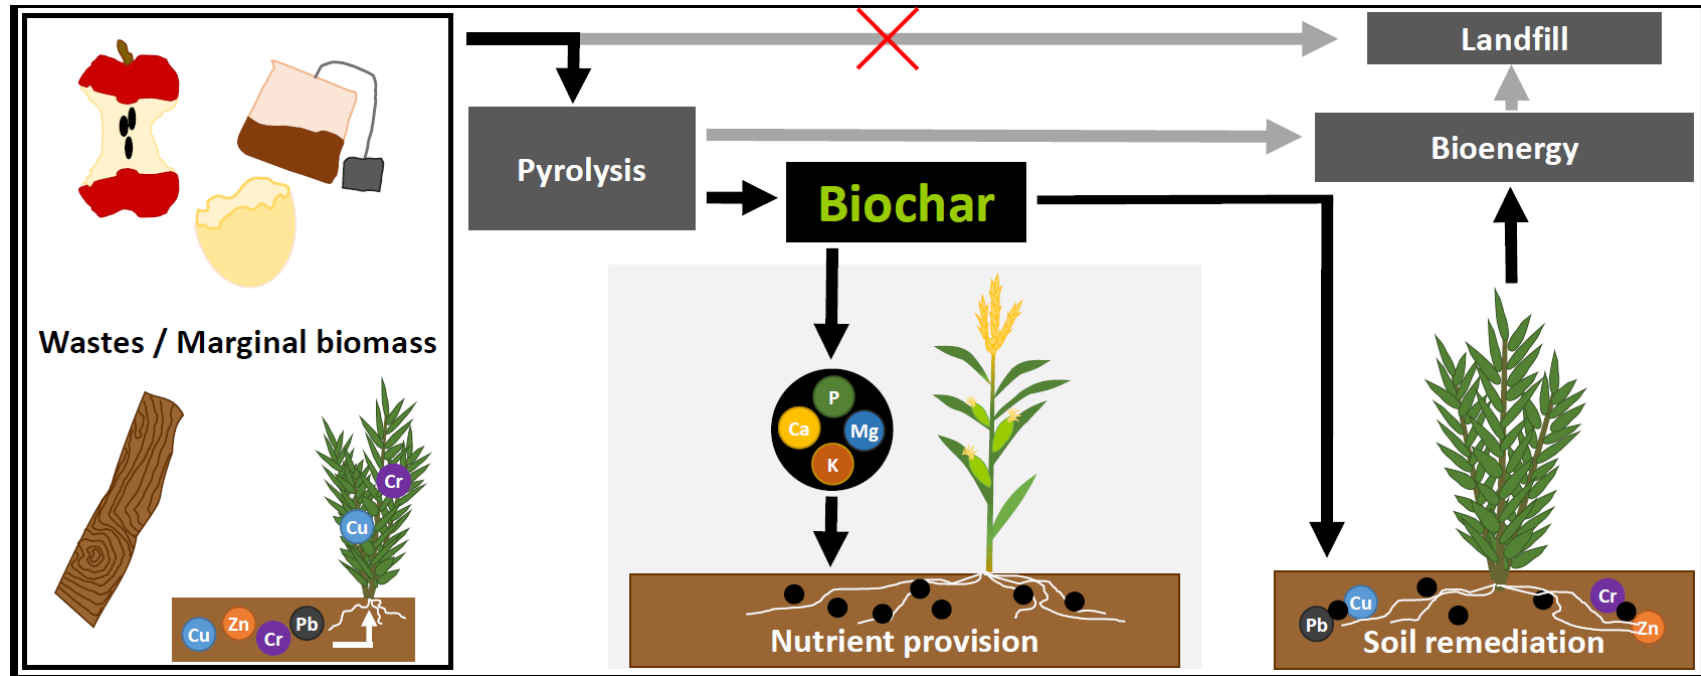 Landfill
Pyrolysis
Bioenergy
Biochar
Wastes / Marginal biomass
P
Ca
Mg
K
Cr
Cu
Cu
Zn
Cr
Pb
Nutrient provision
Pb
Cu
Cr
Zn
Soil remediation